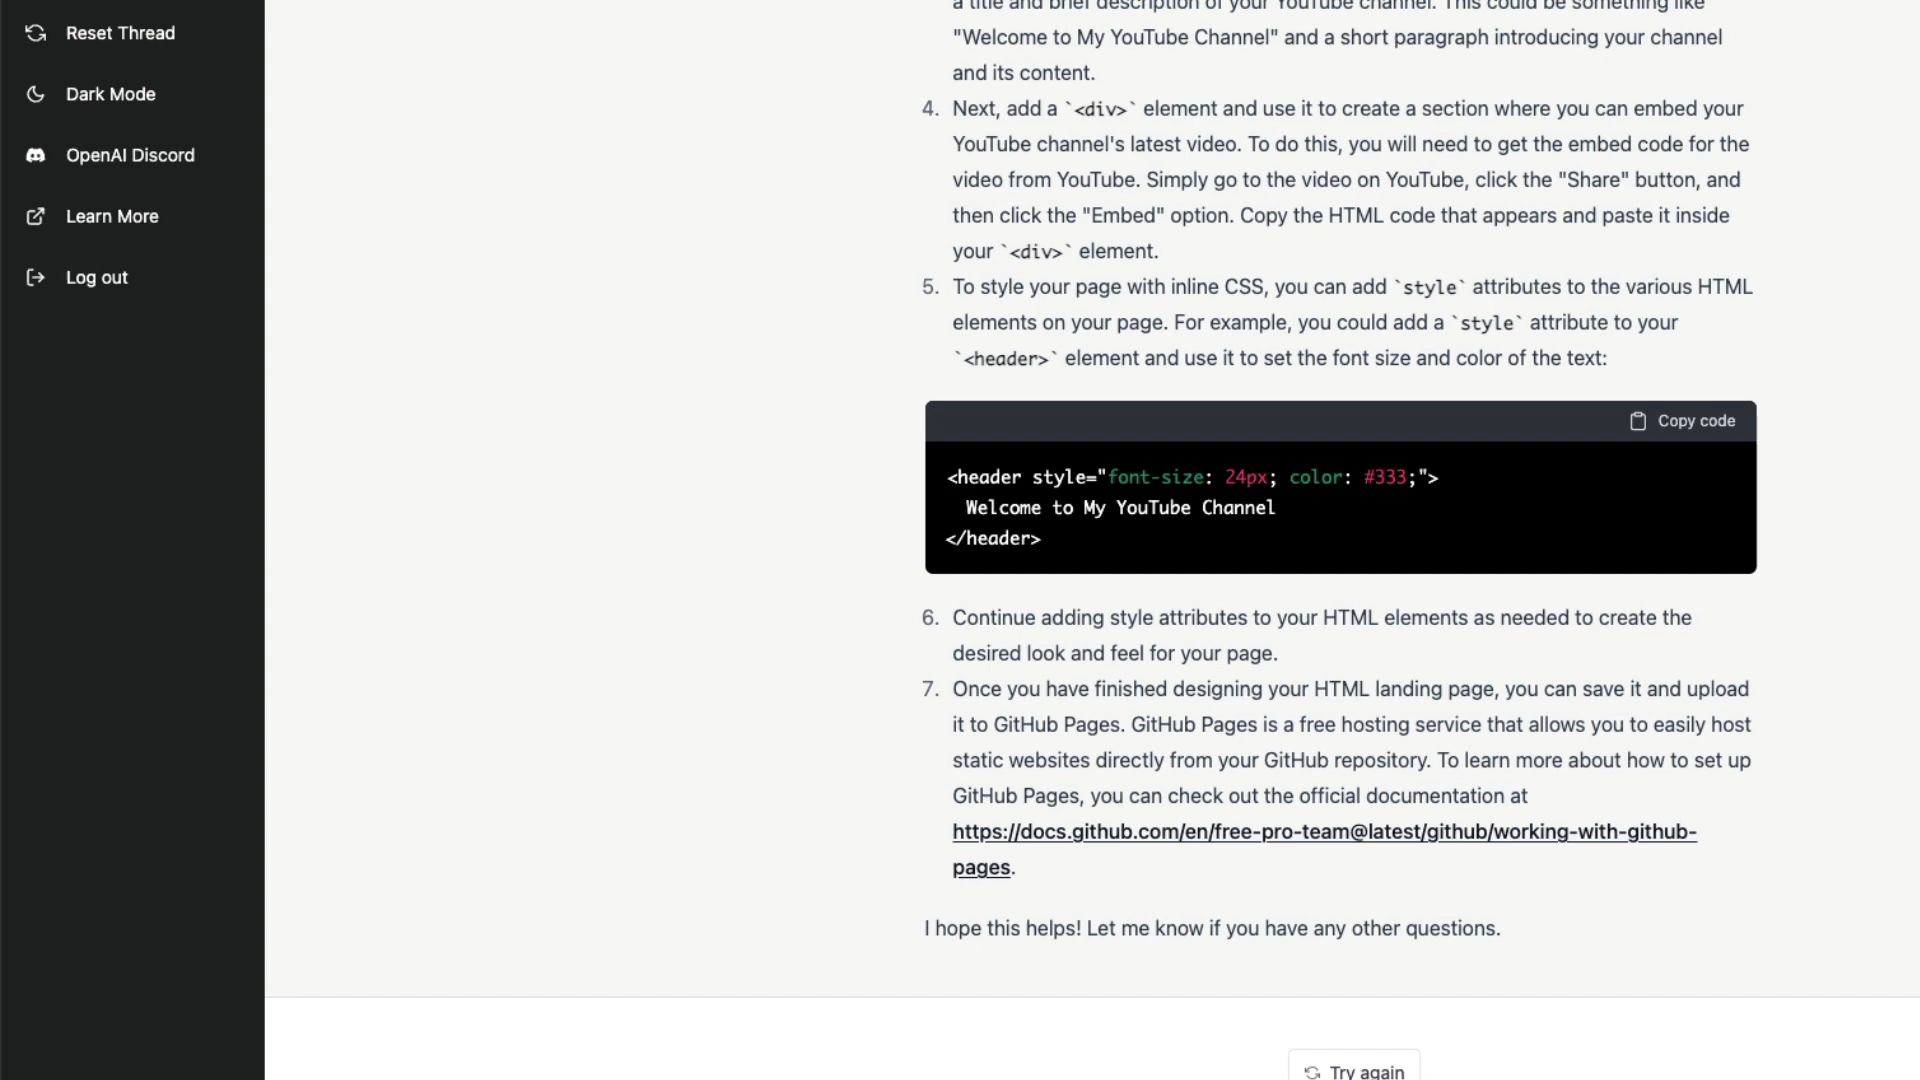 Reset Thread
Dark Mode
OpenAI Discord
Learn More
Log out
a title and brief description of your YouTube channel. This could be something like
"Welcome to My YouTube Channel" and a short paragraph introducing your channel
and its content.
4. Next, add a `<div>` element and use it to create a section where you can embed your
YouTube channel's latest video. To do this, you will need to get the embed code for the
video from YouTube. Simply go to the video on YouTube, click the "Share" button, and
then click the "Embed" option. Copy the HTML code that appears and paste it inside
your `<div>` element.
5. To style your page with inline CSS, you can add `style` attributes to the various HTML
elements on your page. For example, you could add a `style` attribute to your
`<header>` element and use it to set the font size and color of the text:
Copy code
<header style="font-size: 24px; color: #333;">
Welcome to My YouTube Channel
</header>
6. Continue adding style attributes to your HTML elements as needed to create the
desired look and feel for your page.
7. Once you have finished designing your HTML landing page, you can save it and upload
it to GitHub Pages. GitHub Pages is a free hosting service that allows you to easily host
static websites directly from your GitHub repository. To learn more about how to set up
GitHub Pages, you can check out the official documentation at
https://docs.github.com/en/free-pro-team@latest/github/working-with-github-
pages.
I hope this helps! Let me know if you have any other questions.
Try again